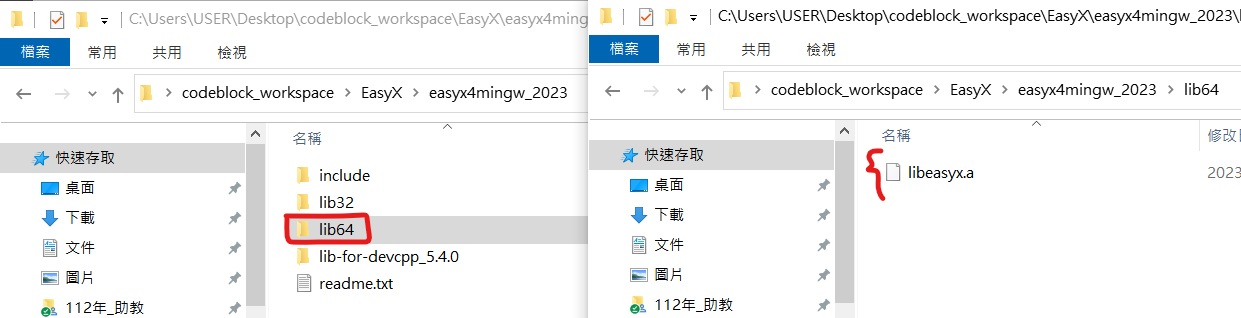 C:\Users\USER\Desktop\codeblock_workspace\EasyX\easyx4mingw_2023
檔案 常用 共用 檢視
codeblock_workspace > EasyX > easyx4mingw_2023
名稱
快速存取
桌面
下載
文件
圖片
112年_助教
include
lib32
lib64
lib-for-devcpp_5.4.0
readme.txt
C:\Users\USER\Desktop\codeblock_workspace\EasyX\easyx4mingw_2023\l
檔案 常用 共用 檢視
codeblock_workspace > EasyX > easyx4mingw_2023 > lib64
名稱 修改日
快速存取
桌面
下載
文件
圖片
112年_助教
libeasyx.a 2023